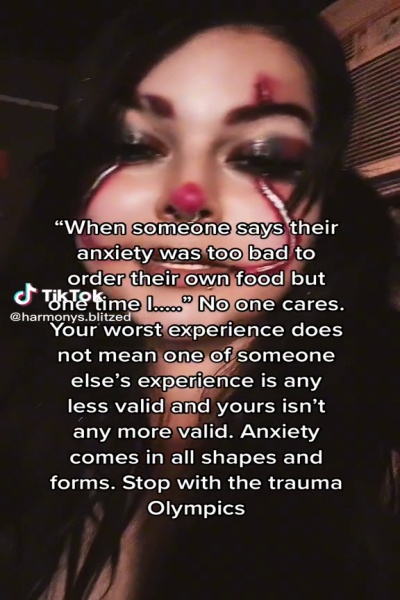 “When someone says their
anxiety was too bad to
order their own food but
one time I.....” No one cares.
TikTok
@harmonys.blitzed
Your worst experience does
not mean one of someone
else’s experience is any
less valid and yours isn’t
any more valid. Anxiety
comes in all shapes and
forms. Stop with the trauma
Olympics